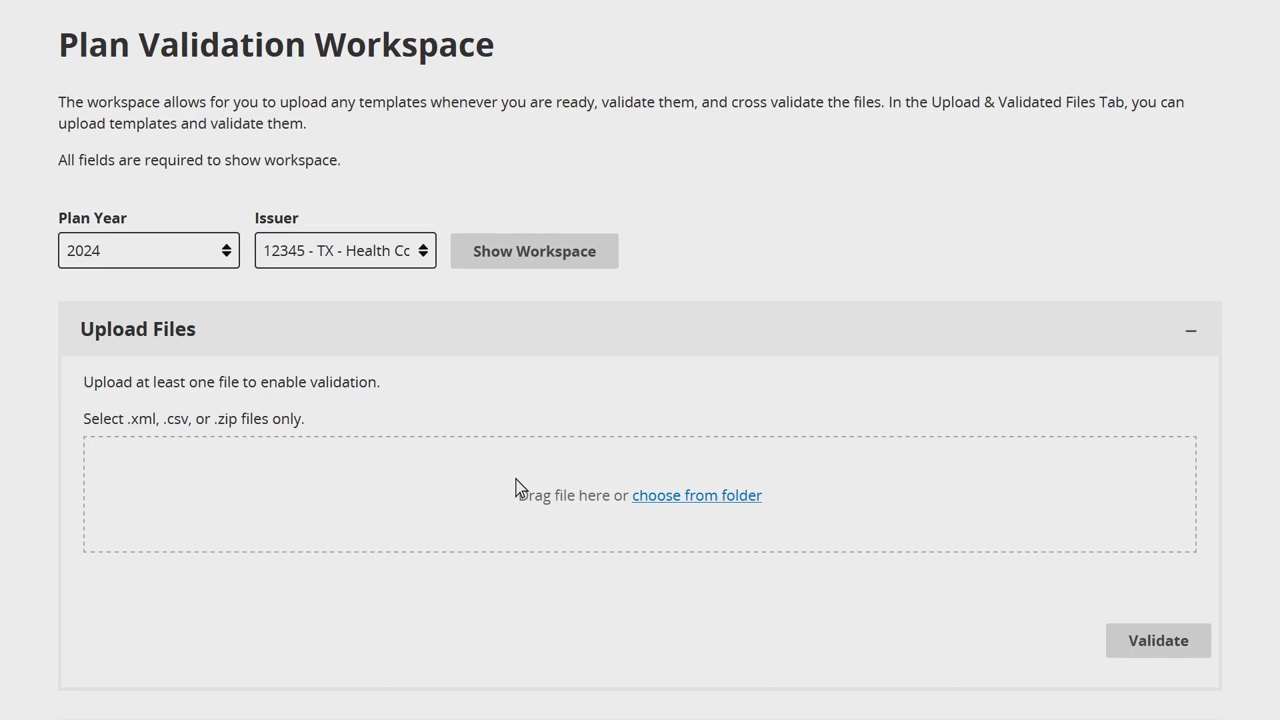 Plan Validation Workspace
The workspace allows for you to upload any templates whenever you are ready, validate them, and cross validate the files. In the Upload & Validated Files Tab, you can
upload templates and validate them.
All fields are required to show workspace.
Plan Year
Issuer
2024
12345 - TX - Health Cc
Show Workspace
Upload Files
Upload at least one file to enable validation.
Select .xml, .csv, or .zip files only.
Drag file here or choose from folder
Validate